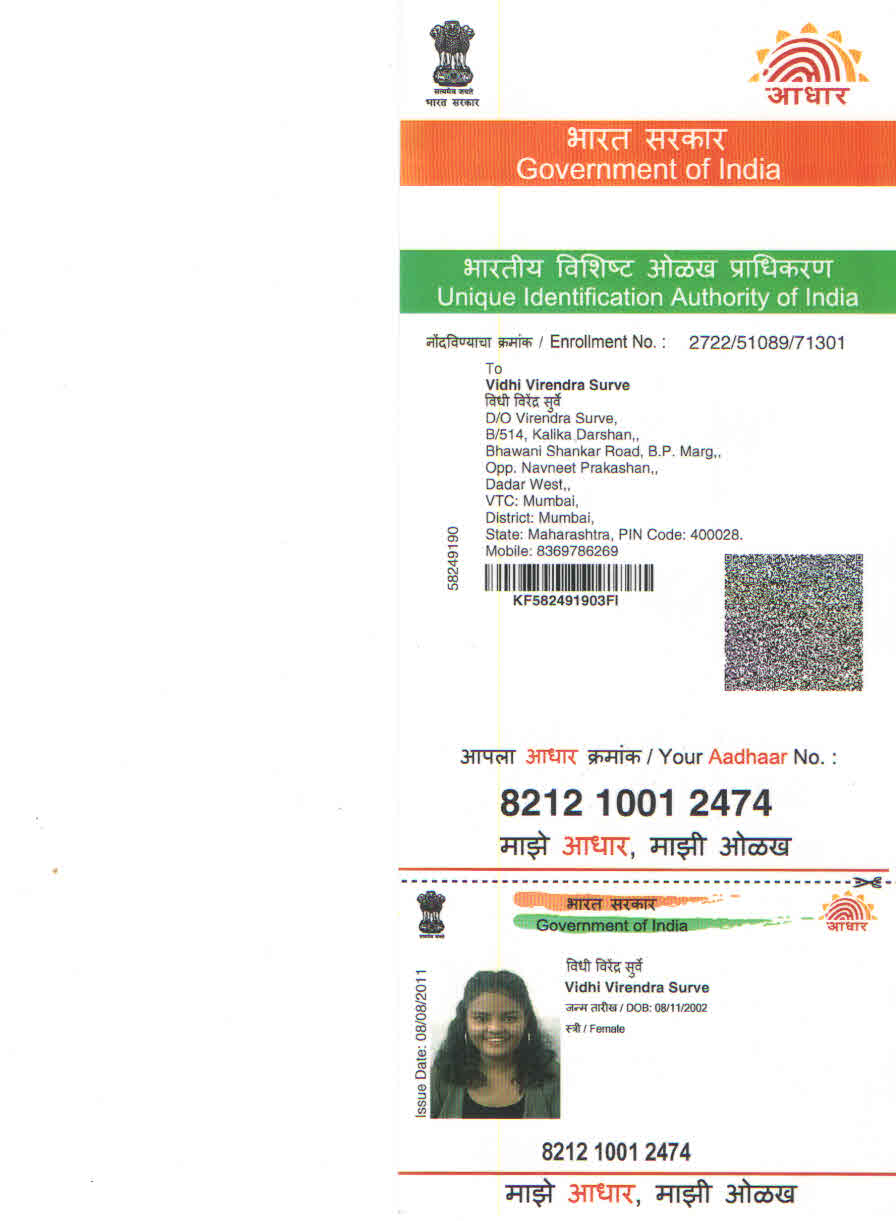 सत्यमेव जयते
भारत सरकार
आधार
भारत सरकार
Government of India
भारतीय विशिष्ट ओळख प्राधिकरण
Unique Identification Authority of India
नोंदविण्याचा क्रमांक / Enrollment No. : 2722/51089/71301
To
Vidhi Virendra Surve
विधी विरेंद्र सुर्वे
D/O Virendra Surve,
B/514, Kalika Darshan,,
Bhawani Shankar Road, B.P. Marg,,
Opp. Navneet Prakashan,,
Dadar West,,
VTC: Mumbai,
District: Mumbai,
State: Maharashtra, PIN Code: 400028.
Mobile: 8369786269
58249190
KF582491903FI
आपला आधार क्रमांक / Your Aadhaar No. :
8212 1001 2474
माझे आधार, माझी ओळख
भारत सरकार
Government of India
आधार
विधी विरेंद्र सुर्वे
Vidhi Virendra Surve
जन्म तारीख / DOB: 08/11/2002
स्त्री / Female
Issue Date: 08/08/2011
8212 1001 2474
माझे आधार, माझी ओळख